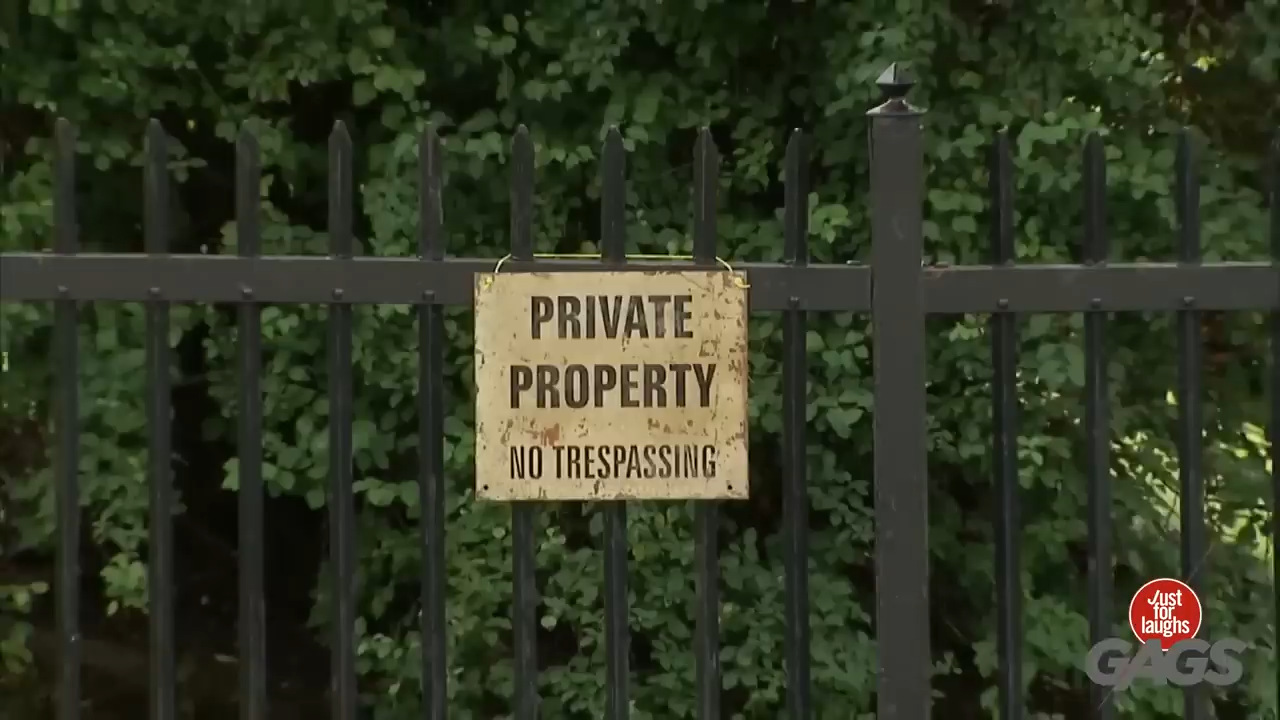 PRIVATE
PROPERTY
NO TRESPASSING
Just
for
laughs
GAGS